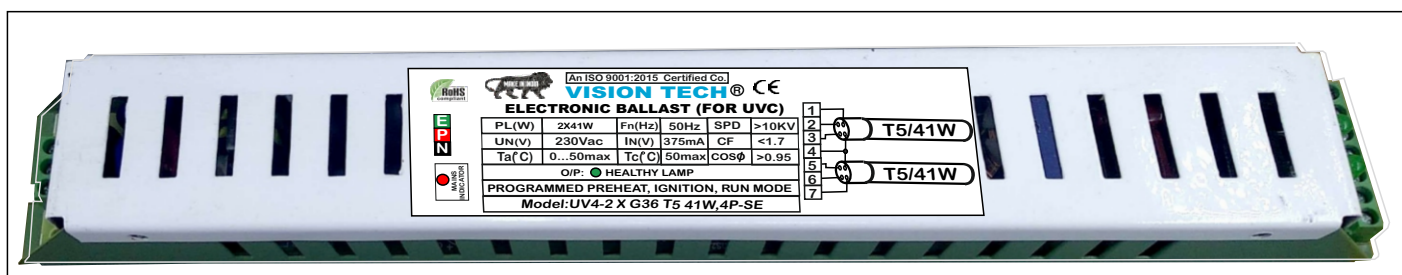 RoHS
compliant
MAKE IN INDIA
An ISO 9001:2015 Certified Co.
VISION TECH® CE
ELECTRONIC BALLAST (FOR UVC)
E
P
N
PL(W) 2X41W Fn(Hz) 50Hz SPD >10KV
UN(V) 230Vac IN(V) 375mA CF <1.7
Ta(°C) 0...50max Tc(°C) 50max COSϕ >0.95
O/P: HEALTHY LAMP
PROGRAMMED PREHEAT, IGNITION, RUN MODE
Model:UV4-2 X G36 T5 41W,4P-SE
MAINS
INDICATOR
1
2
3
4
5
6
7
T5/41W
T5/41W